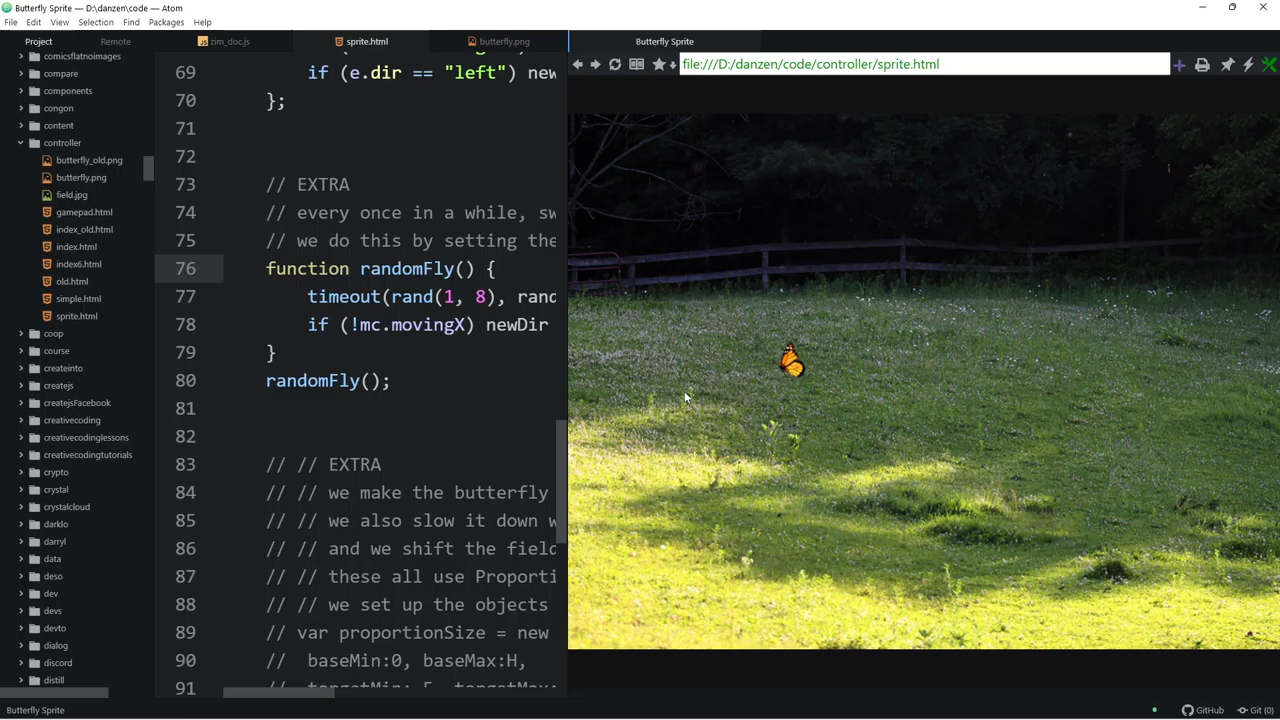 Butterfly Sprite — D:\danzen\code — Atom
File Edit View Selection Find Packages Help
Project Remote
zim_doc.js sprite.html butterfly.png Butterfly Sprite
file:///D:/danzen/code/controller/sprite.html
comicsflatnoimages
compare
components
congon
content
controller
butterfly_old.png
butterfly.png
field.jpg
gamepad.html
index_old.html
index.html
index6.html
old.html
simple.html
sprite.html
coop
course
createinto
createjs
createjsFacebook
creativecoding
creativecodinglessons
creativecodingtutorials
crypto
crystal
crystalcloud
darklo
darryl
data
deso
dev
devs
devto
dialog
discord
distill
69 if (e.dir == "left") new
70 };
71
72
73 // EXTRA
74 // every once in a while, sw
75 // we do this by setting the
76 function randomFly() {
77 timeout(rand(1, 8), rand
78 if (!mc.movingX) newDir
79 }
80 randomFly();
81
82
83 // // EXTRA
84 // // we make the butterfly
85 // // we also slow it down w
86 // // and we shift the field
87 // // these all use Proporti
88 // // we set up the objects
89 // var proportionSize = new
90 // baseMin:0, baseMax:H,
91
Butterfly Sprite
GitHub Git (0)